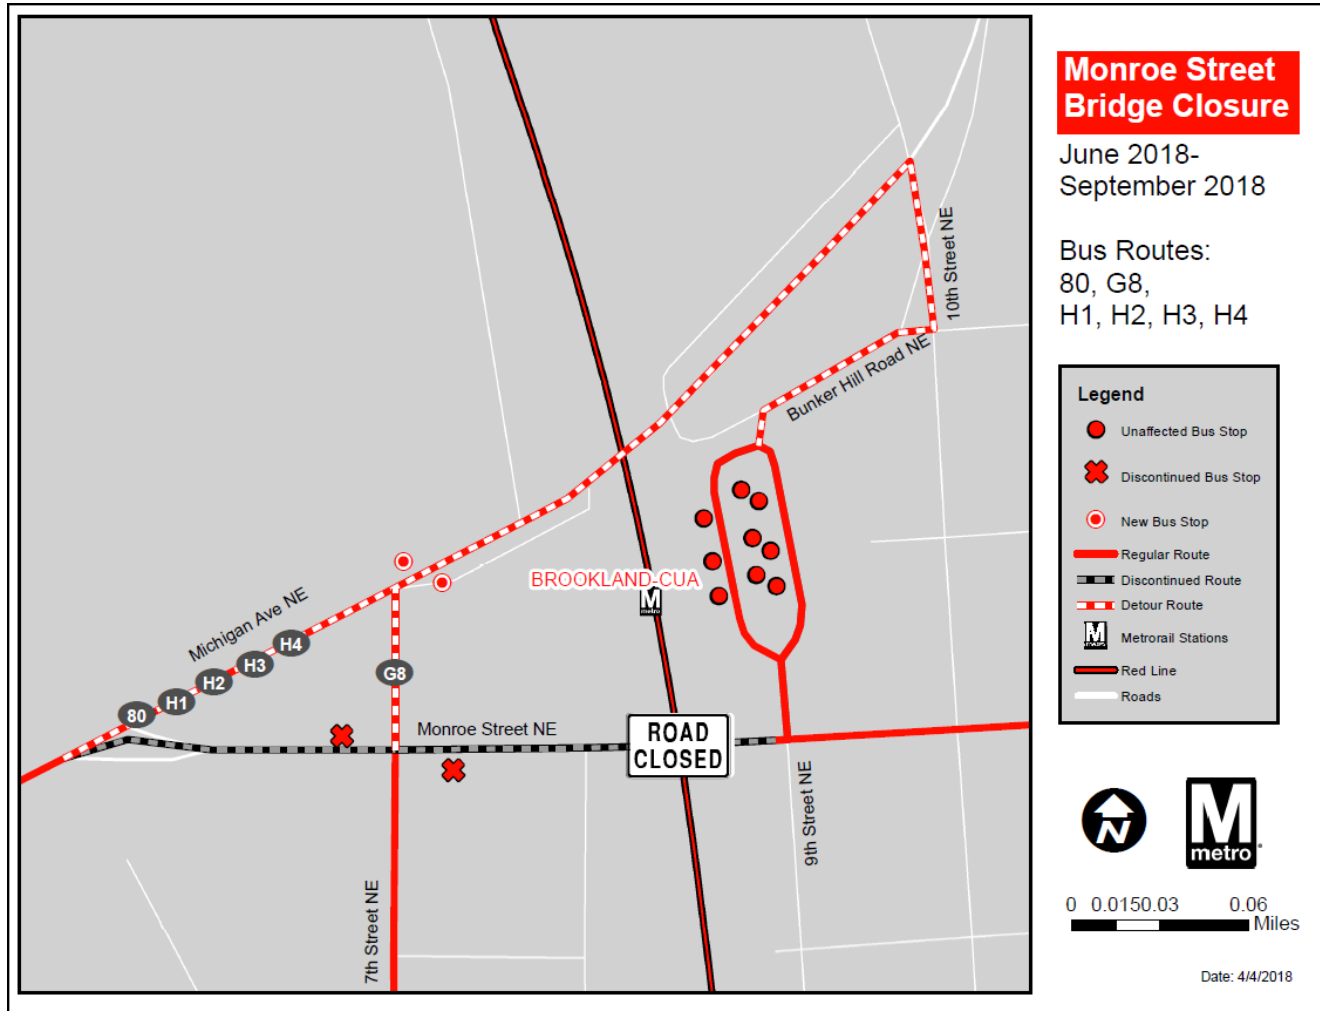 Monroe Street
Bridge Closure
June 2018-
September 2018
Bus Routes:
80, G8,
H1, H2, H3, H4
Legend
Unaffected Bus Stop
Discontinued Bus Stop
New Bus Stop
Regular Route
Discontinued Route
Detour Route
M
Metrorail Stations
Red Line
Roads
N
M
metro
0 0.0150.03 0.06
Miles
Date: 4/4/2018
10th Street NE
Bunker Hill Road NE
BROOKLAND-CUA
M
metro
Michigan Ave NE
H4
H3
H2
H1
80
G8
Monroe Street NE
ROAD
CLOSED
9th Street NE
7th Street NE